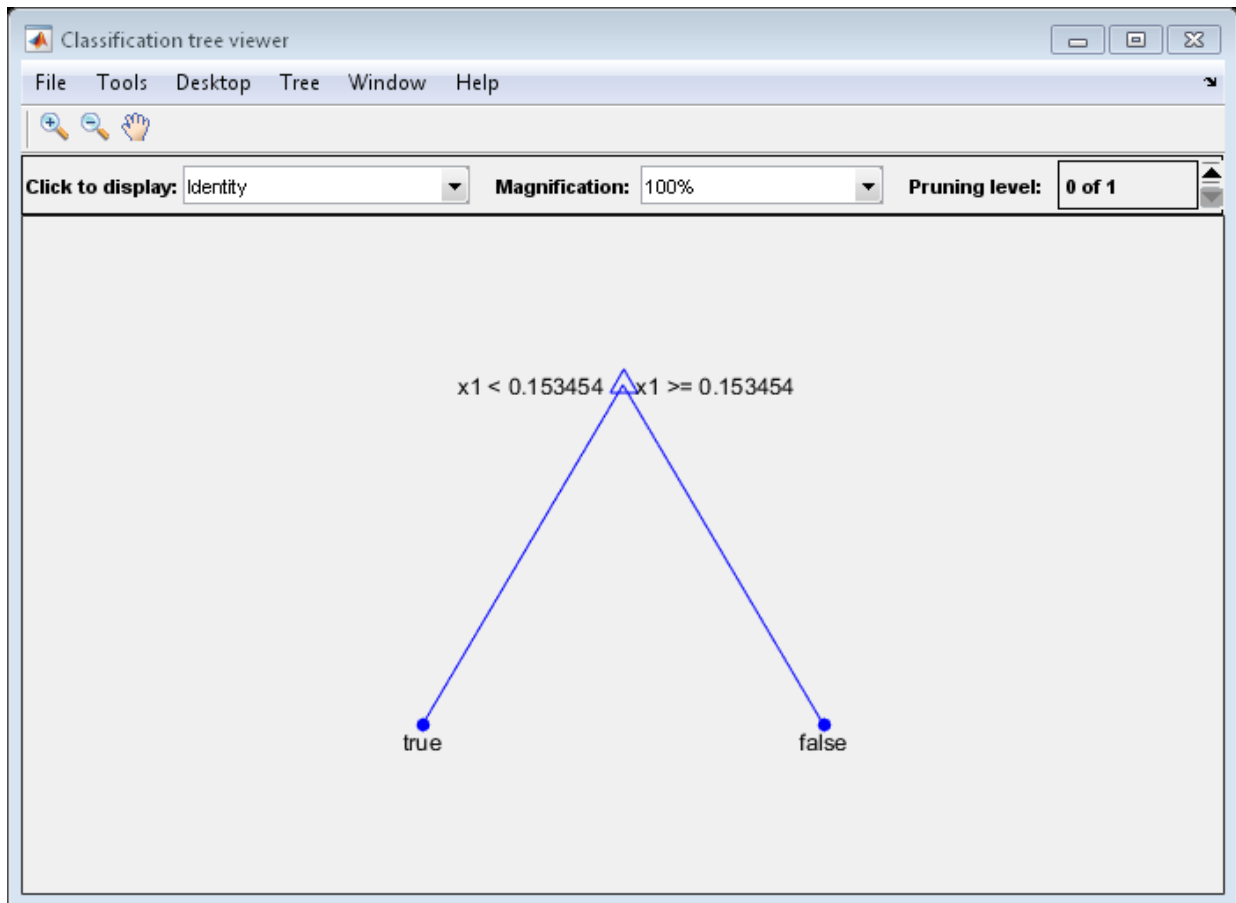 Classification tree viewer
File Tools Desktop Tree Window Help
Click to display: Identity Magnification: 100% Pruning level: 0 of 1
x1 < 0.153454 x1 >= 0.153454
true false